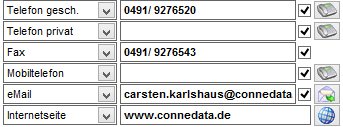 Telefon gesch. 0491/ 9276520
Telefon privat
Fax 0491/ 9276543
Mobiltelefon
eMail carsten.karlshaus@connedata
Internetseite www.connedata.de